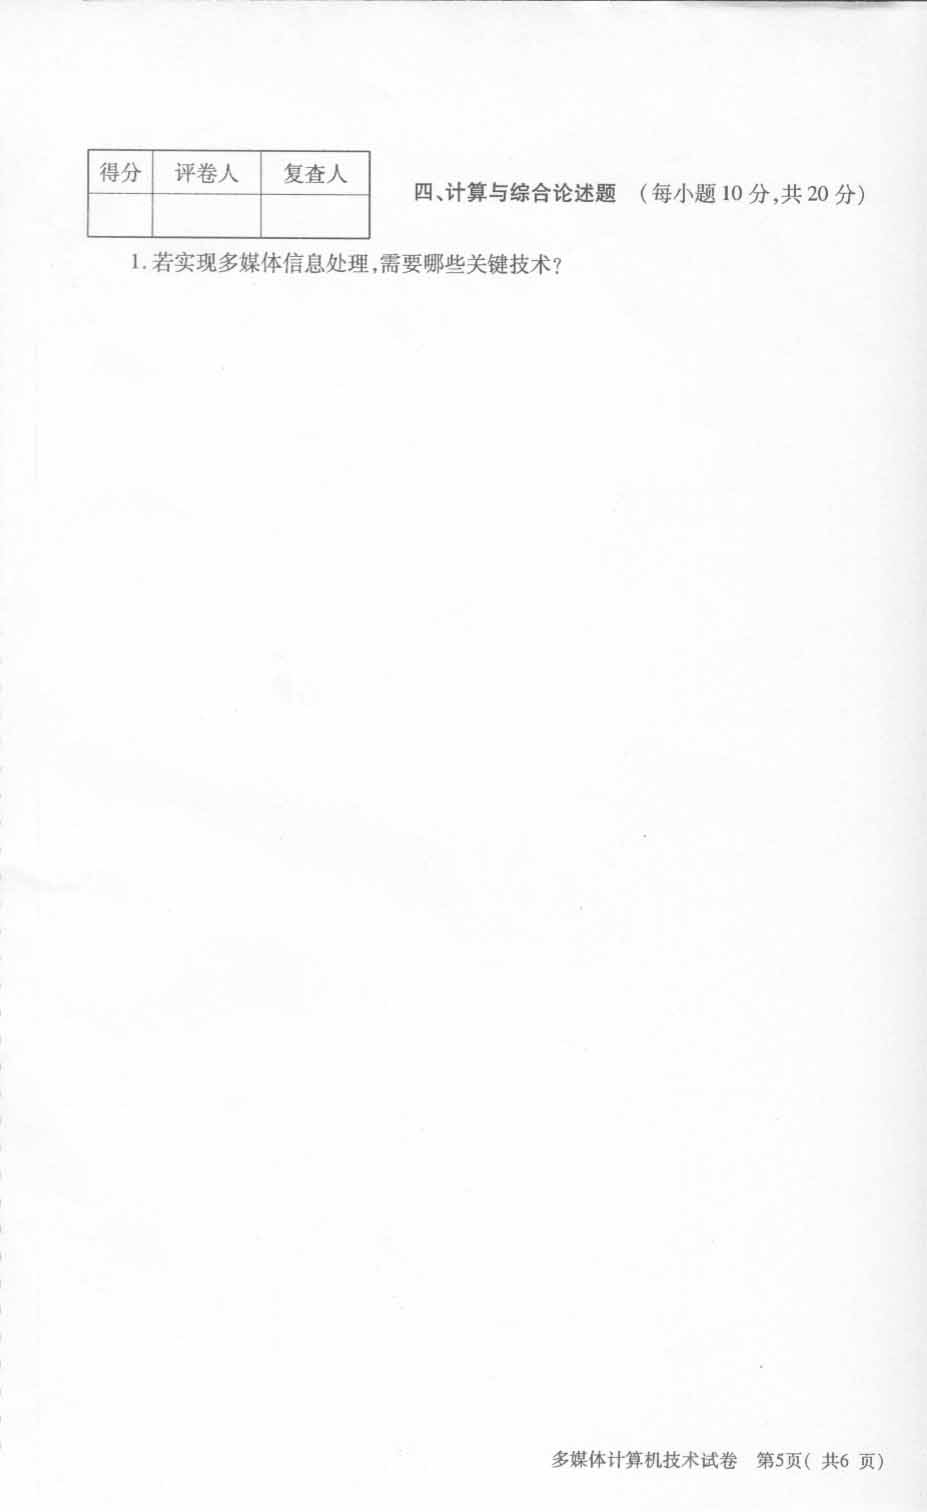 得分 评卷人 复查人
四、计算与综合论述题 (每小题10分,共20分)
1. 若实现多媒体信息处理,需要哪些关键技术?
多媒体计算机技术试卷 第5页( 共6 页)